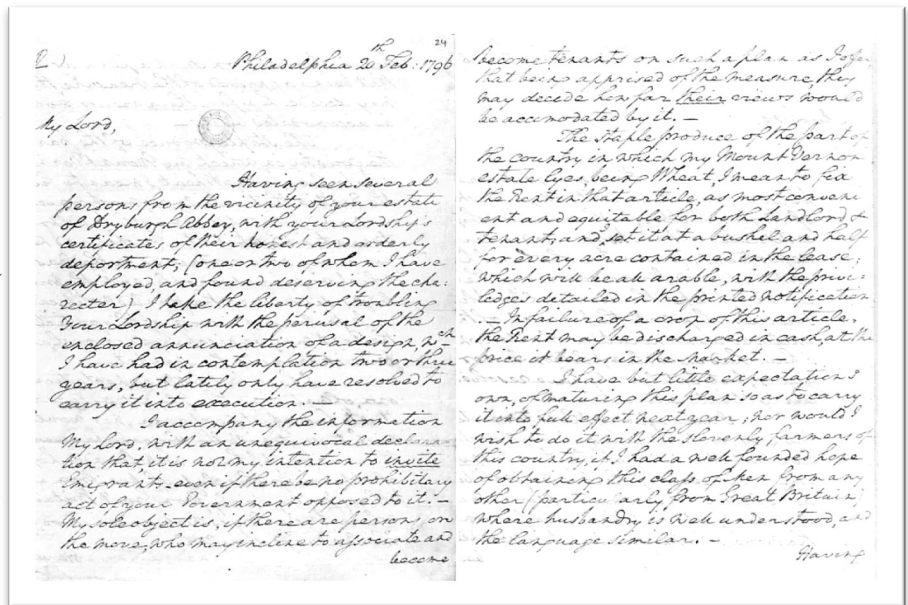 24
Philadelphia 20th Feb: 1796
My Lord,
Having seen several
persons from the vicinity of your estate
of Dryburgh Abbey, with your Lordship's
certificates of their honest and orderly
deportment; (one or two of whom I have
employed, and found deserving the cha:
racter) I take the liberty of troubling
Your Lordship with the perusal of the
enclosed annunciation of a design, wch
I have had in contemplation two or three
years, but lately only have resolved to
carry it into execution. —
I accompany the information
My Lord, with an unequivocal declara-
tion that it is not my intention to invite
Emigrants, even if there be no prohibitary
act of your Government opposed to it. —
My sole object is, if there are persons on
the move, who may incline to associate and
become
become tenants on such a plan as I offer
that being apprised of the measure, they
may decide how far their views would
be accomodated by it. —
The staple produce of the part of
the country in which my Mount Vernon
estate lyes, being Wheat, I mean to fix
the Rent in that article, as most conveni
ent and equitable for both Landlord &
tenant; and set it at a bushel and half
for every acre contained in the lease;
which will be all arable, with the privi:
ledges detailed in the printed notification
— In failure of a crop of this article,
the Rent may be discharged in cash, at the
price it bears in the Market. —
I have but little expectation I
own, of maturing this plan so as to carry
it into full effect next year; nor would I
wish to do it with the slovenly farmers of
this country, if I had a well founded hope
of obtaining this class of Men from any
other (particularly from Great Britain)
where husbandry is well understood, and
the language similar. —
Having